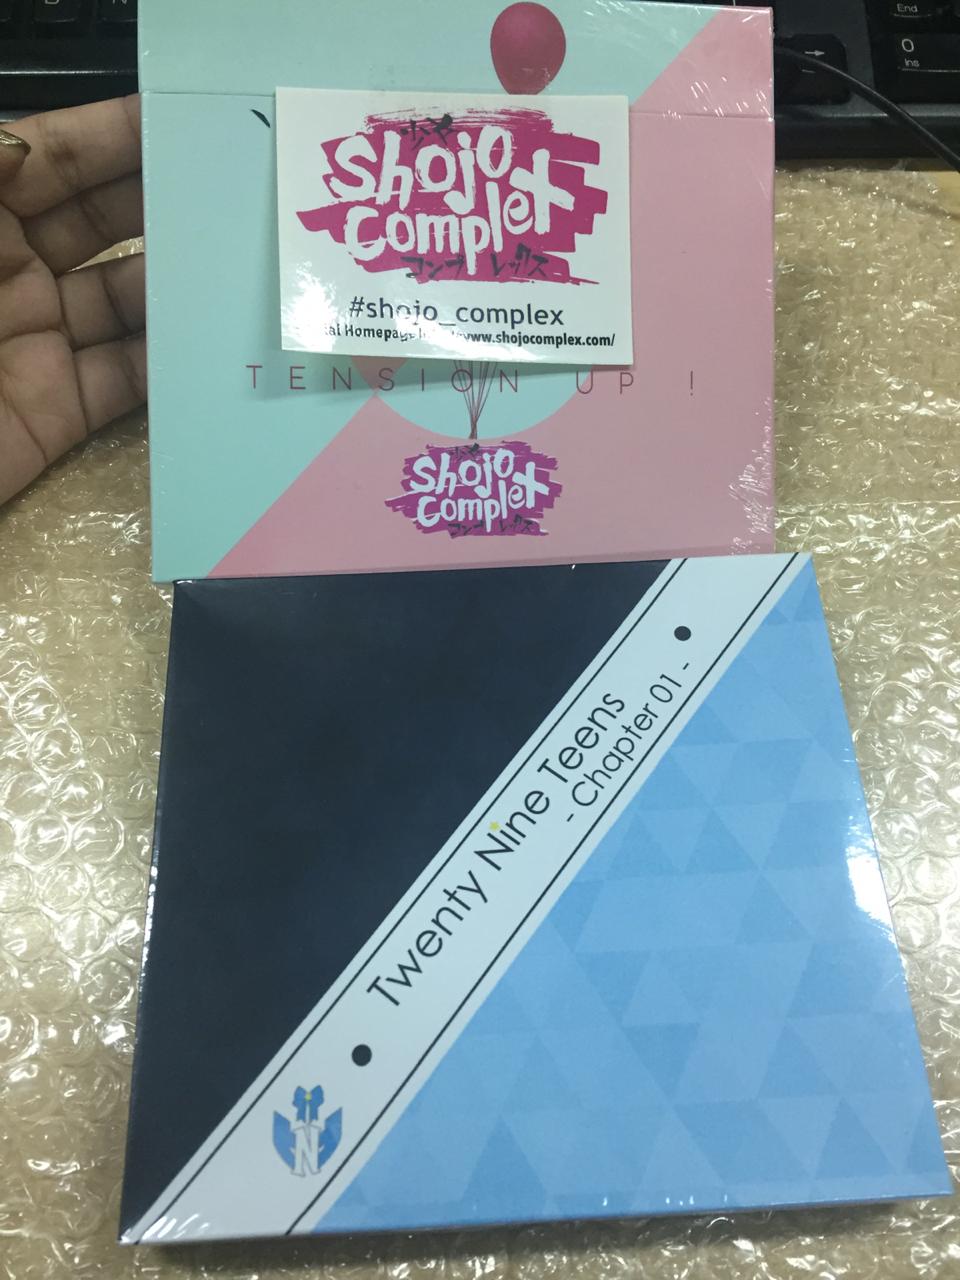 End
0
Ins
少女
Shojo
Complex
コンプレックス
#shojo_complex
Homepage www.shojocomplex.com/
TENSION UP !
少女
Shojo
Complex
コンプレックス
Twenty Nine Teens
- Chapter 01 -
N